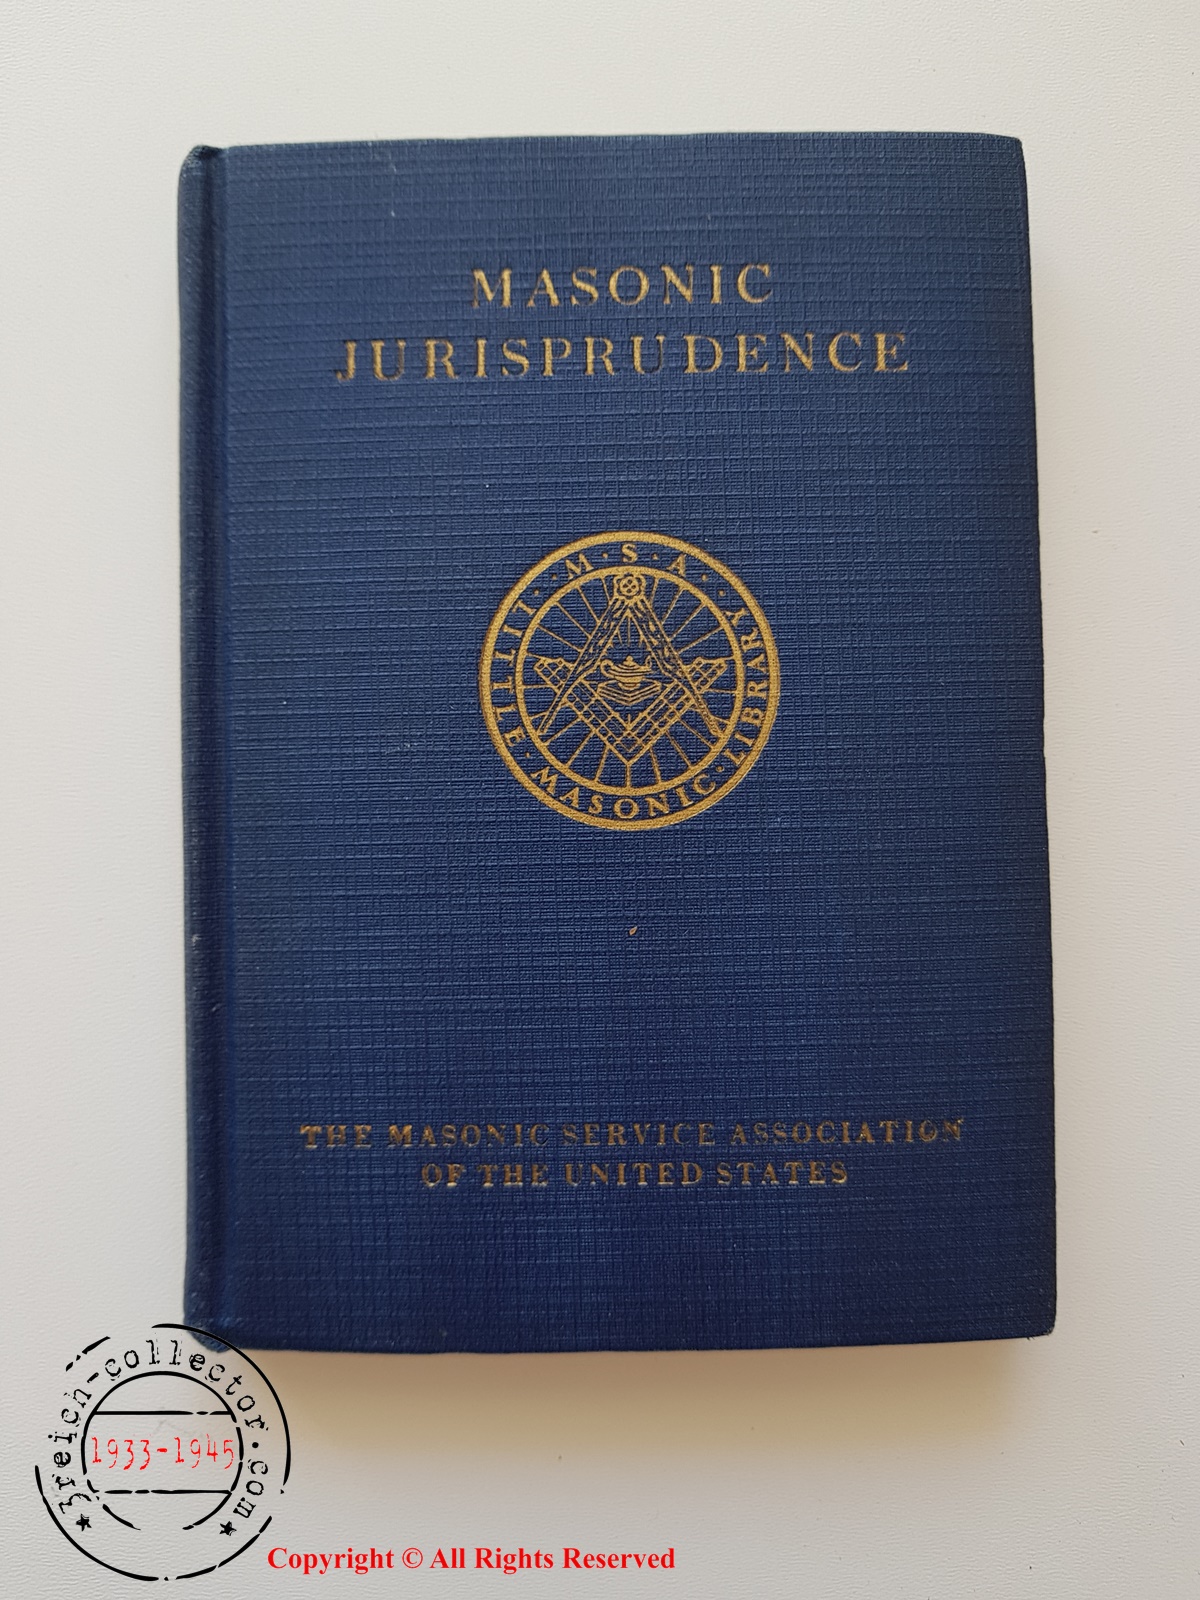 MASONIC
JURISPRUDENCE
· M · S · A ·
LITTLE · MASONIC · LIBRARY
THE MASONIC SERVICE ASSOCIATION
OF THE UNITED STATES
3reich-collector.com
1933-1945
Copyright © All Rights Reserved